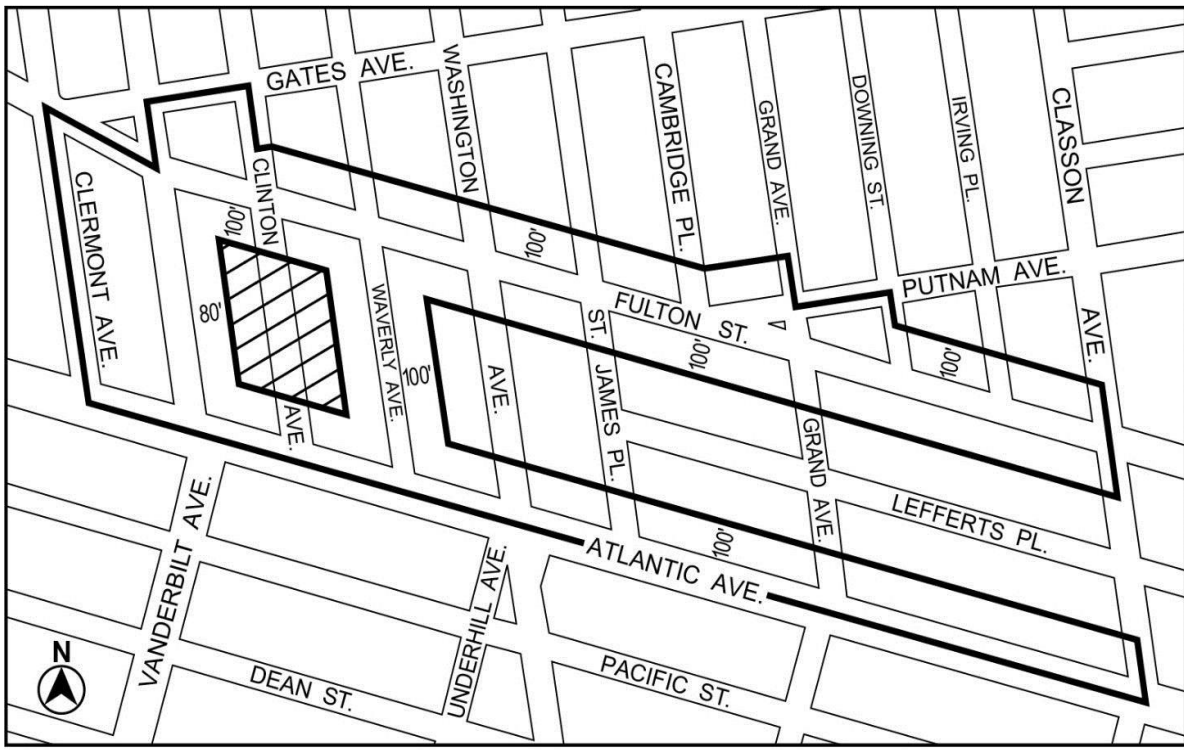 GATES AVE.
WASHINGTON
CAMBRIDGE PL.
GRAND AVE.
DOWNING ST.
IRVING PL.
CLASSON
CLERMONT AVE.
CLINTON
100'
80'
WAVERLY AVE.
100'
100'
FULTON ST.
PUTNAM AVE.
AVE.
AVE.
ST. JAMES PL.
100'
100'
AVE.
GRAND AVE.
LEFFERTS PL.
100'
ATLANTIC AVE.
VANDERBILT AVE.
UNDERHILL AVE.
DEAN ST.
PACIFIC ST.
N